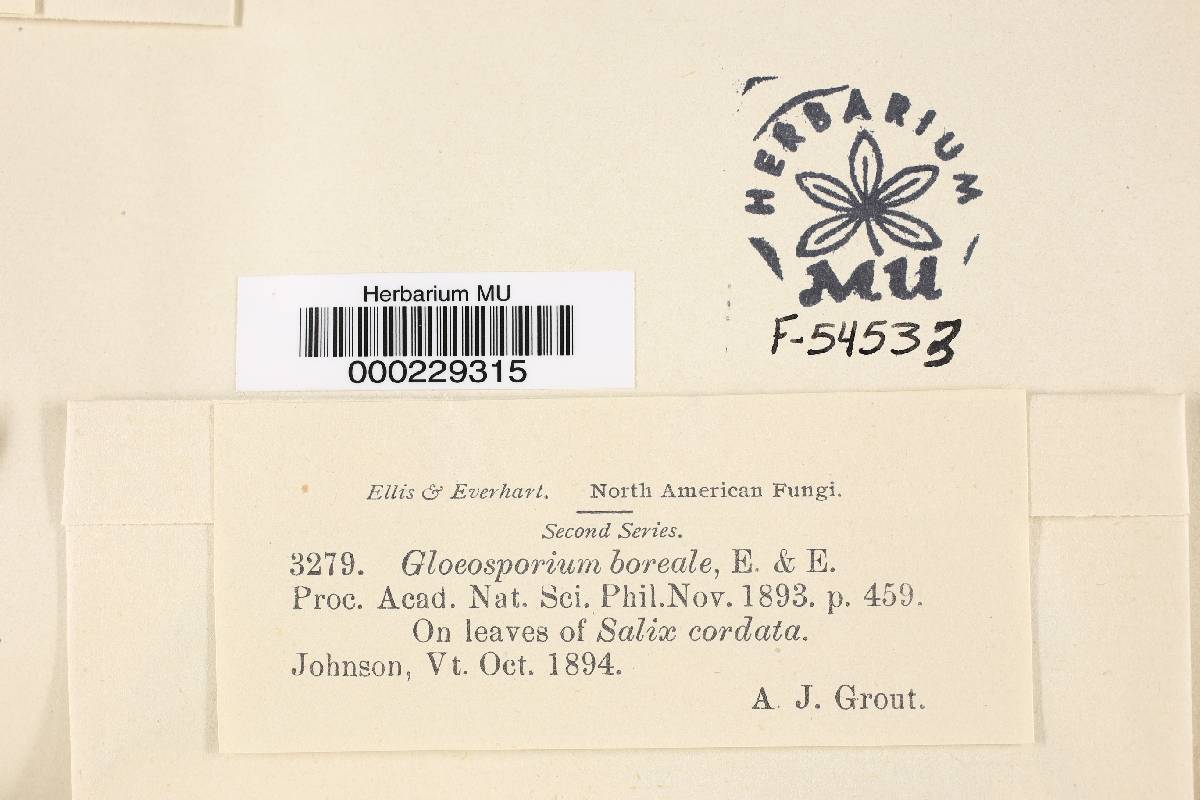 HERBARIUM
MU
F-54533
Herbarium MU
000229315
Ellis & Everhart. North American Fungi.
Second Series.
3279. Gloeosporium boreale, E. & E.
Proc. Acad. Nat. Sci. Phil.Nov. 1893. p. 459.
On leaves of Salix cordata.
Johnson, Vt. Oct. 1894.
A. J. Grout.